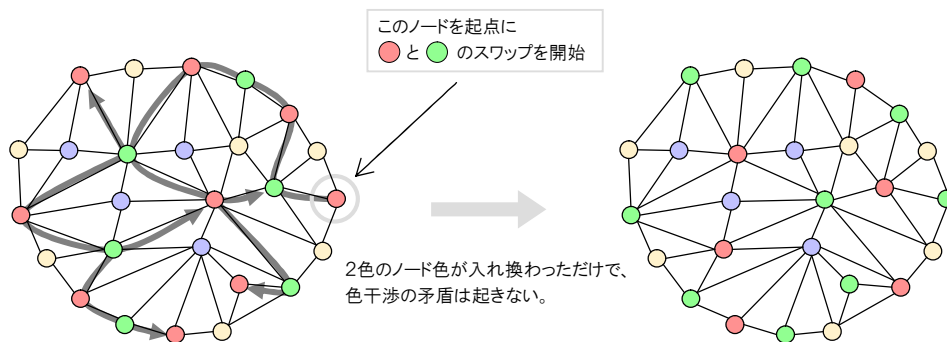 このノードを起点に
と のスワップを開始
2色のノード色が入れ換わっただけで、
色干渉の矛盾は起きない。